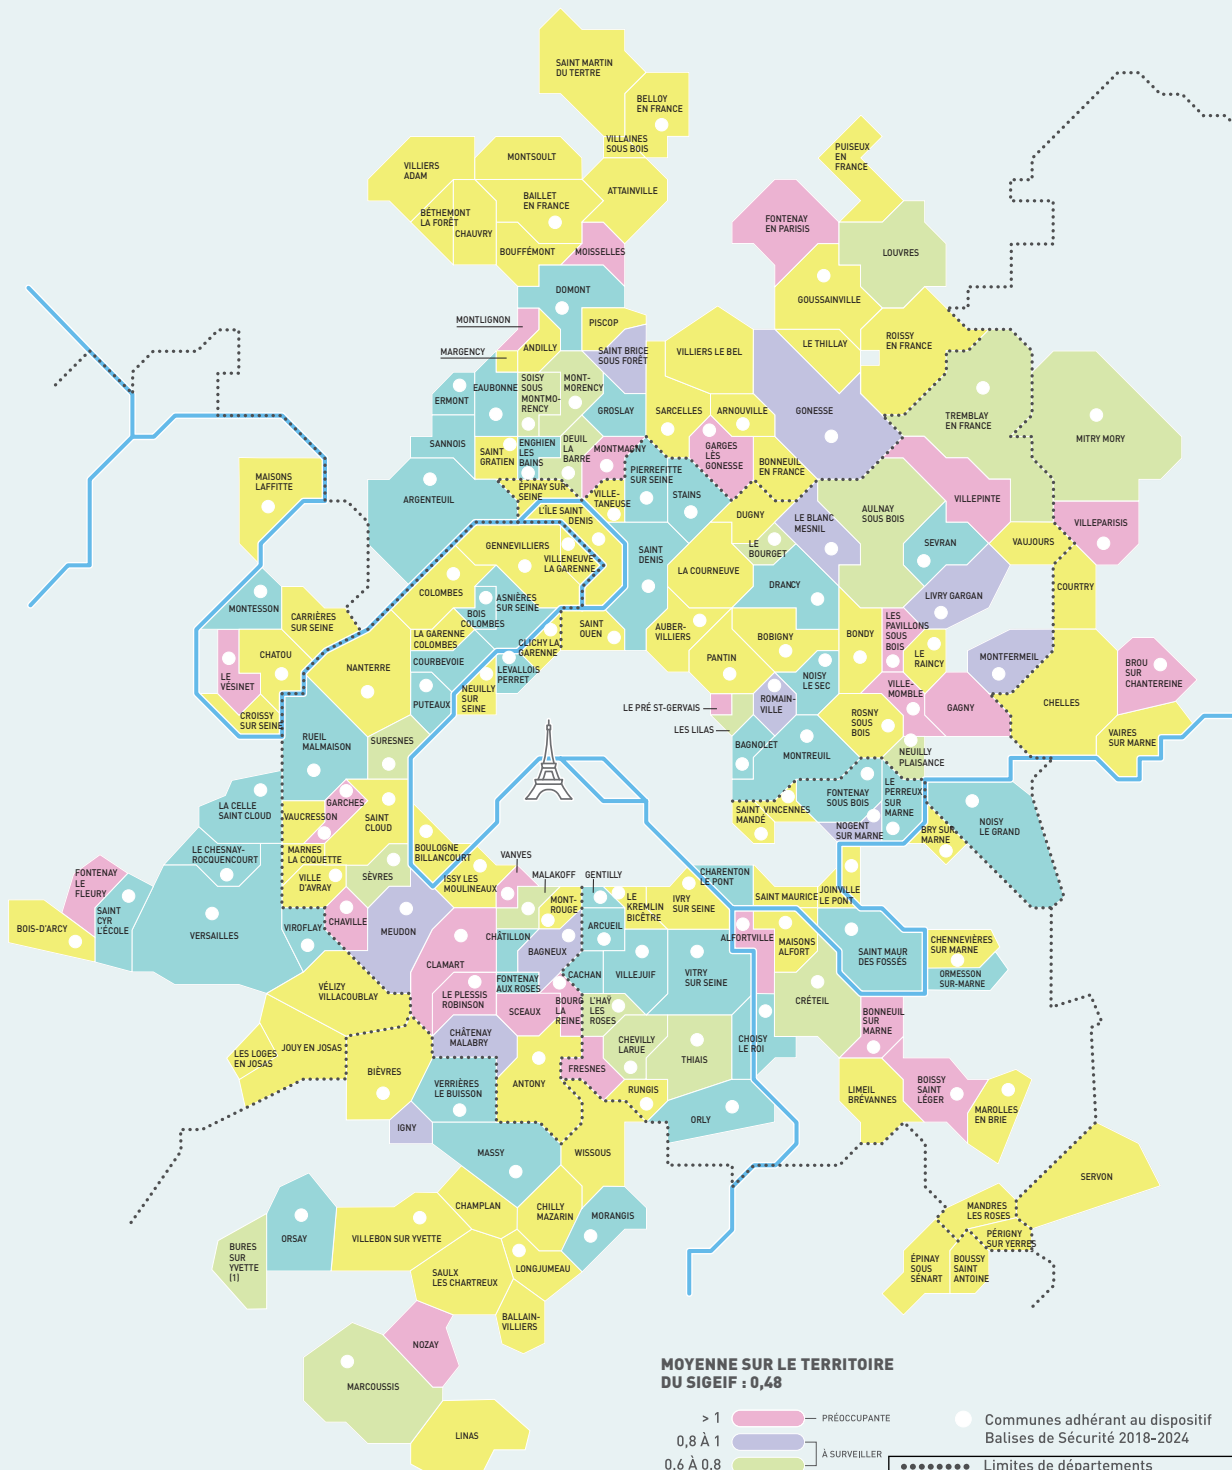 SAINT MARTIN
DU TERTRE
BELLOY
EN FRANCE
VILLAINES
SOUS BOIS
MONTSOULT
VILLIERS
ADAM
PUISEUX
EN
FRANCE
BAILLET
EN FRANCE
ATTAINVILLE
BÉTHEMONT
LA FORÊT
CHAUVRY
FONTENAY
EN PARISIS
BOUFFÉMONT
MOISSELLES
LOUVRES
DOMONT
GOUSSAINVILLE
MONTLIGNON
PISCOP
MARGENCY
ANDILLY
SAINT BRICE
SOUS FORÊT
VILLIERS LE BEL
LE THILLAY
ROISSY
EN FRANCE
EAUBONNE
SOISY
SOUS
MONTMO-
RENCY
MONT-
MORENCY
ERMONT
GROSLAY
SARCELLES
ARNOUVILLE
GONESSE
TREMBLAY
EN FRANCE
MITRY MORY
SANNOIS
SAINT
GRATIEN
ENGHIEN
LES
BAINS
DEUIL
LA
BARRE
MONTMAGNY
GARGES
LÈS
GONESSE
BONNEUIL
EN FRANCE
MAISONS
LAFFITTE
ARGENTEUIL
ÉPINAY SUR
SEINE
VILLE-
TANEUSE
PIERREFITTE
SUR SEINE
STAINS
VILLEPINTE
L'ÎLE SAINT
DENIS
DUGNY
LE BLANC
MESNIL
AULNAY
SOUS BOIS
VILLEPARISIS
GENNEVILLIERS
VILLENEUVE
LA GARENNE
SAINT
DENIS
LE
BOURGET
SEVRAN
VAUJOURS
LA COURNEUVE
DRANCY
COURTRY
COLOMBES
ASNIÈRES
SUR SEINE
BOIS
COLOMBES
MONTESSON
CARRIÈRES
SUR SEINE
LIVRY GARGAN
LA GARENNE
COLOMBES
CLICHY LA
GARENNE
SAINT
OUEN
AUBER-
VILLIERS
BOBIGNY
BONDY
LES
PAVILLONS
SOUS
BOIS
LE
RAINCY
MONTFERMEIL
CHATOU
LE
VÉSINET
NANTERRE
COURBEVOIE
LEVALLOIS
PERRET
PANTIN
NOISY
LE SEC
BROU
SUR
CHANTEREINE
VILLE-
MOMBLE
GAGNY
CHELLES
PUTEAUX
NEUILLY
SUR
SEINE
LE PRÉ ST-GERVAIS
ROMAIN-
VILLE
CROISSY
SUR SEINE
LES LILAS
ROSNY
SOUS
BOIS
RUEIL
MALMAISON
SURESNES
BAGNOLET
MONTREUIL
NEUILLY
PLAISANCE
VAIRES
SUR MARNE
LA CELLE
SAINT CLOUD
GARCHES
VAUCRESSON
SAINT
CLOUD
SAINT
MANDÉ
VINCENNES
FONTENAY
SOUS BOIS
LE
PERREUX
SUR
MARNE
NOGENT
SUR MARNE
NOISY
LE GRAND
BRY SUR
MARNE
LE CHESNAY-
ROCQUENCOURT
MARNES
LA COQUETTE
BOULOGNE
BILLANCOURT
VANVES
FONTENAY
LE
FLEURY
VILLE
D'AVRAY
SÈVRES
ISSY LES
MOULINEAUX
MALAKOFF
GENTILLY
CHARENTON
LE PONT
SAINT MAURICE
JOINVILLE
LE PONT
SAINT
CYR
L'ÉCOLE
CHAVILLE
MONT-
ROUGE
LE
KREMLIN
BICÊTRE
IVRY
SUR SEINE
BOIS-D'ARCY
VERSAILLES
VIROFLAY
MEUDON
CHÂTILLON
BAGNEUX
ARCUEIL
ALFORTVILLE
MAISONS
ALFORT
SAINT MAUR
DES FOSSÉS
CHENNEVIÈRES
SUR MARNE
CLAMART
FONTENAY
AUX ROSES
CACHAN
VILLEJUIF
VITRY
SUR SEINE
ORMESSON
SUR-MARNE
VÉLIZY
VILLACOUBLAY
LE PLESSIS
ROBINSON
SCEAUX
BOURG
LA
REINE
L'HAŸ
LES
ROSES
CRÉTEIL
BONNEUIL
SUR
MARNE
CHÂTENAY
MALABRY
CHEVILLY
LARUE
THIAIS
CHOISY
LE ROI
LES LOGES
EN JOSAS
JOUY EN JOSAS
BIÈVRES
VERRIÈRES
LE BUISSON
ANTONY
FRESNES
RUNGIS
ORLY
LIMEIL
BRÉVANNES
BOISSY
SAINT
LÉGER
MAROLLES
EN BRIE
IGNY
MASSY
WISSOUS
SERVON
CHAMPLAN
CHILLY
MAZARIN
MORANGIS
MANDRES
LES ROSES
PÉRIGNY
SUR YERRES
ORSAY
VILLEBON SUR YVETTE
BURES
SUR
YVETTE
(1)
SAULX
LES CHARTREUX
LONGJUMEAU
ÉPINAY
SOUS
SÉNART
BOUSSY
SAINT
ANTOINE
BALLAIN-
VILLIERS
NOZAY
MARCOUSSIS
LINAS
MOYENNE SUR LE TERRITOIRE
DU SIGEIF : 0,48
> 1
PRÉOCCUPANTE
0,8 À 1
À SURVEILLER
0,6 À 0,8
Communes adhérant au dispositif
Balises de Sécurité 2018-2024
Limites de départements